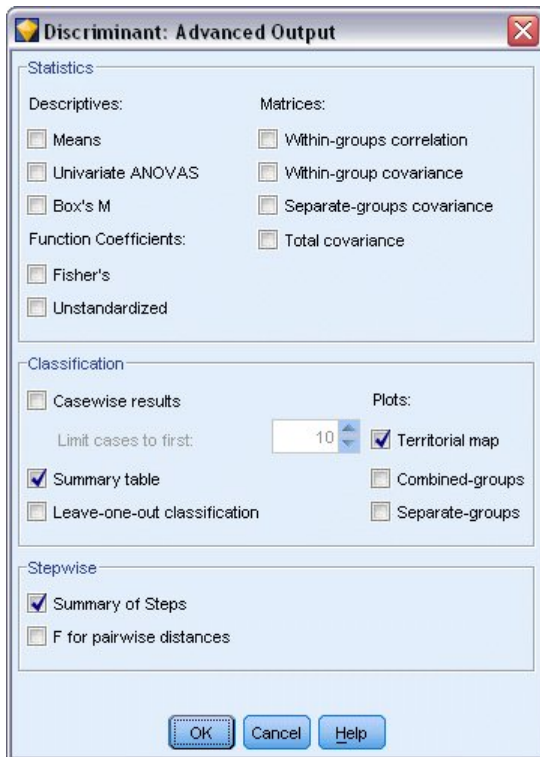 Discriminant: Advanced Output
Statistics
Descriptives:
Means
Univariate ANOVAS
Box's M
Function Coefficients:
Fisher's
Unstandardized
Matrices:
Within-groups correlation
Within-group covariance
Separate-groups covariance
Total covariance
Classification
Casewise results
Limit cases to first: 10
Summary table
Leave-one-out classification
Plots:
Territorial map
Combined-groups
Separate-groups
Stepwise
Summary of Steps
F for pairwise distances
OK Cancel Help